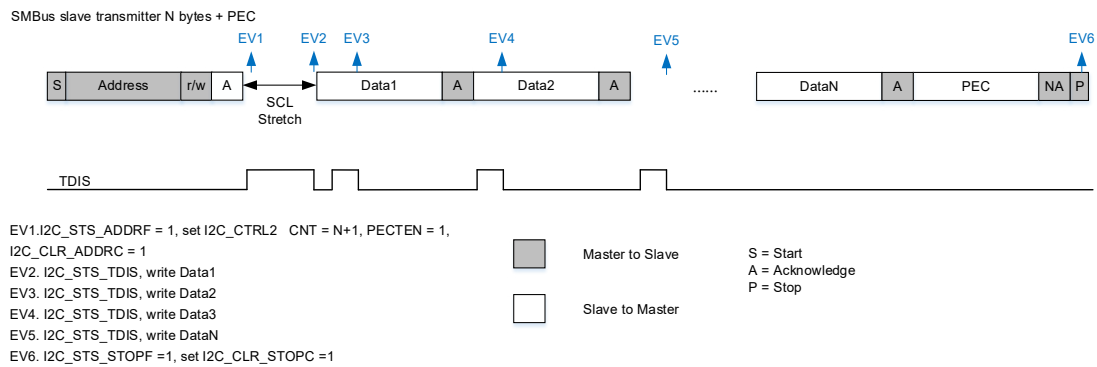 SMBus slave transmitter N bytes + PEC
EV1 EV2 EV3 EV4 EV5 EV6
S Address r/w A Data1 A Data2 A ...... DataN A PEC NA P
SCL
Stretch
TDIS
EV1.I2C_STS_ADDRF = 1, set I2C_CTRL2 CNT = N+1, PECTEN = 1,
I2C_CLR_ADDRC = 1
EV2. I2C_STS_TDIS, write Data1
EV3. I2C_STS_TDIS, write Data2
EV4. I2C_STS_TDIS, write Data3
EV5. I2C_STS_TDIS, write DataN
EV6. I2C_STS_STOPF =1, set I2C_CLR_STOPC =1
Master to Slave
Slave to Master
S = Start
A = Acknowledge
P = Stop